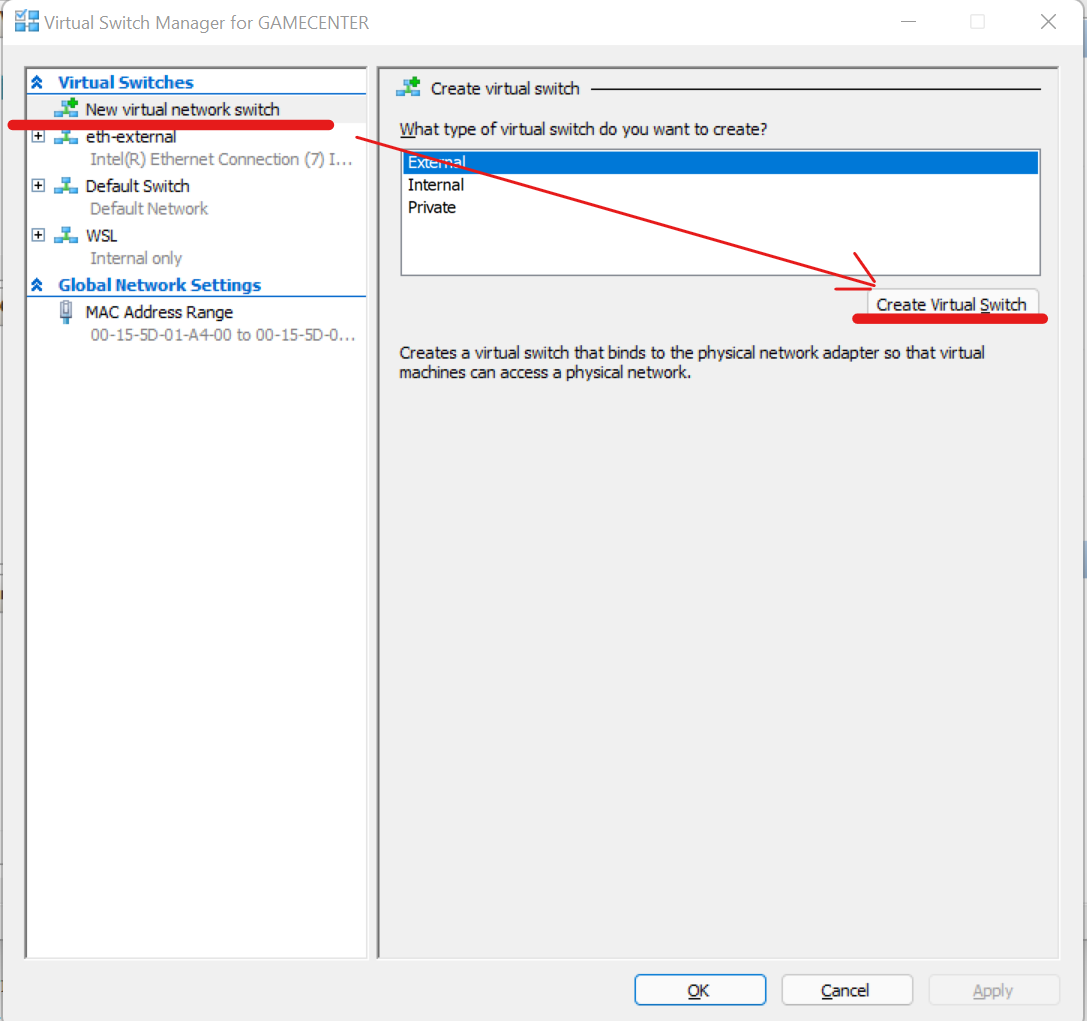 Virtual Switch Manager for GAMECENTER
Virtual Switches
New virtual network switch
eth-external
Intel(R) Ethernet Connection (7) I...
Default Switch
Default Network
WSL
Internal only
Global Network Settings
MAC Address Range
00-15-5D-01-A4-00 to 00-15-5D-0...
Create virtual switch
What type of virtual switch do you want to create?
External
Internal
Private
Create Virtual Switch
Creates a virtual switch that binds to the physical network adapter so that virtual
machines can access a physical network.
OK
Cancel
Apply